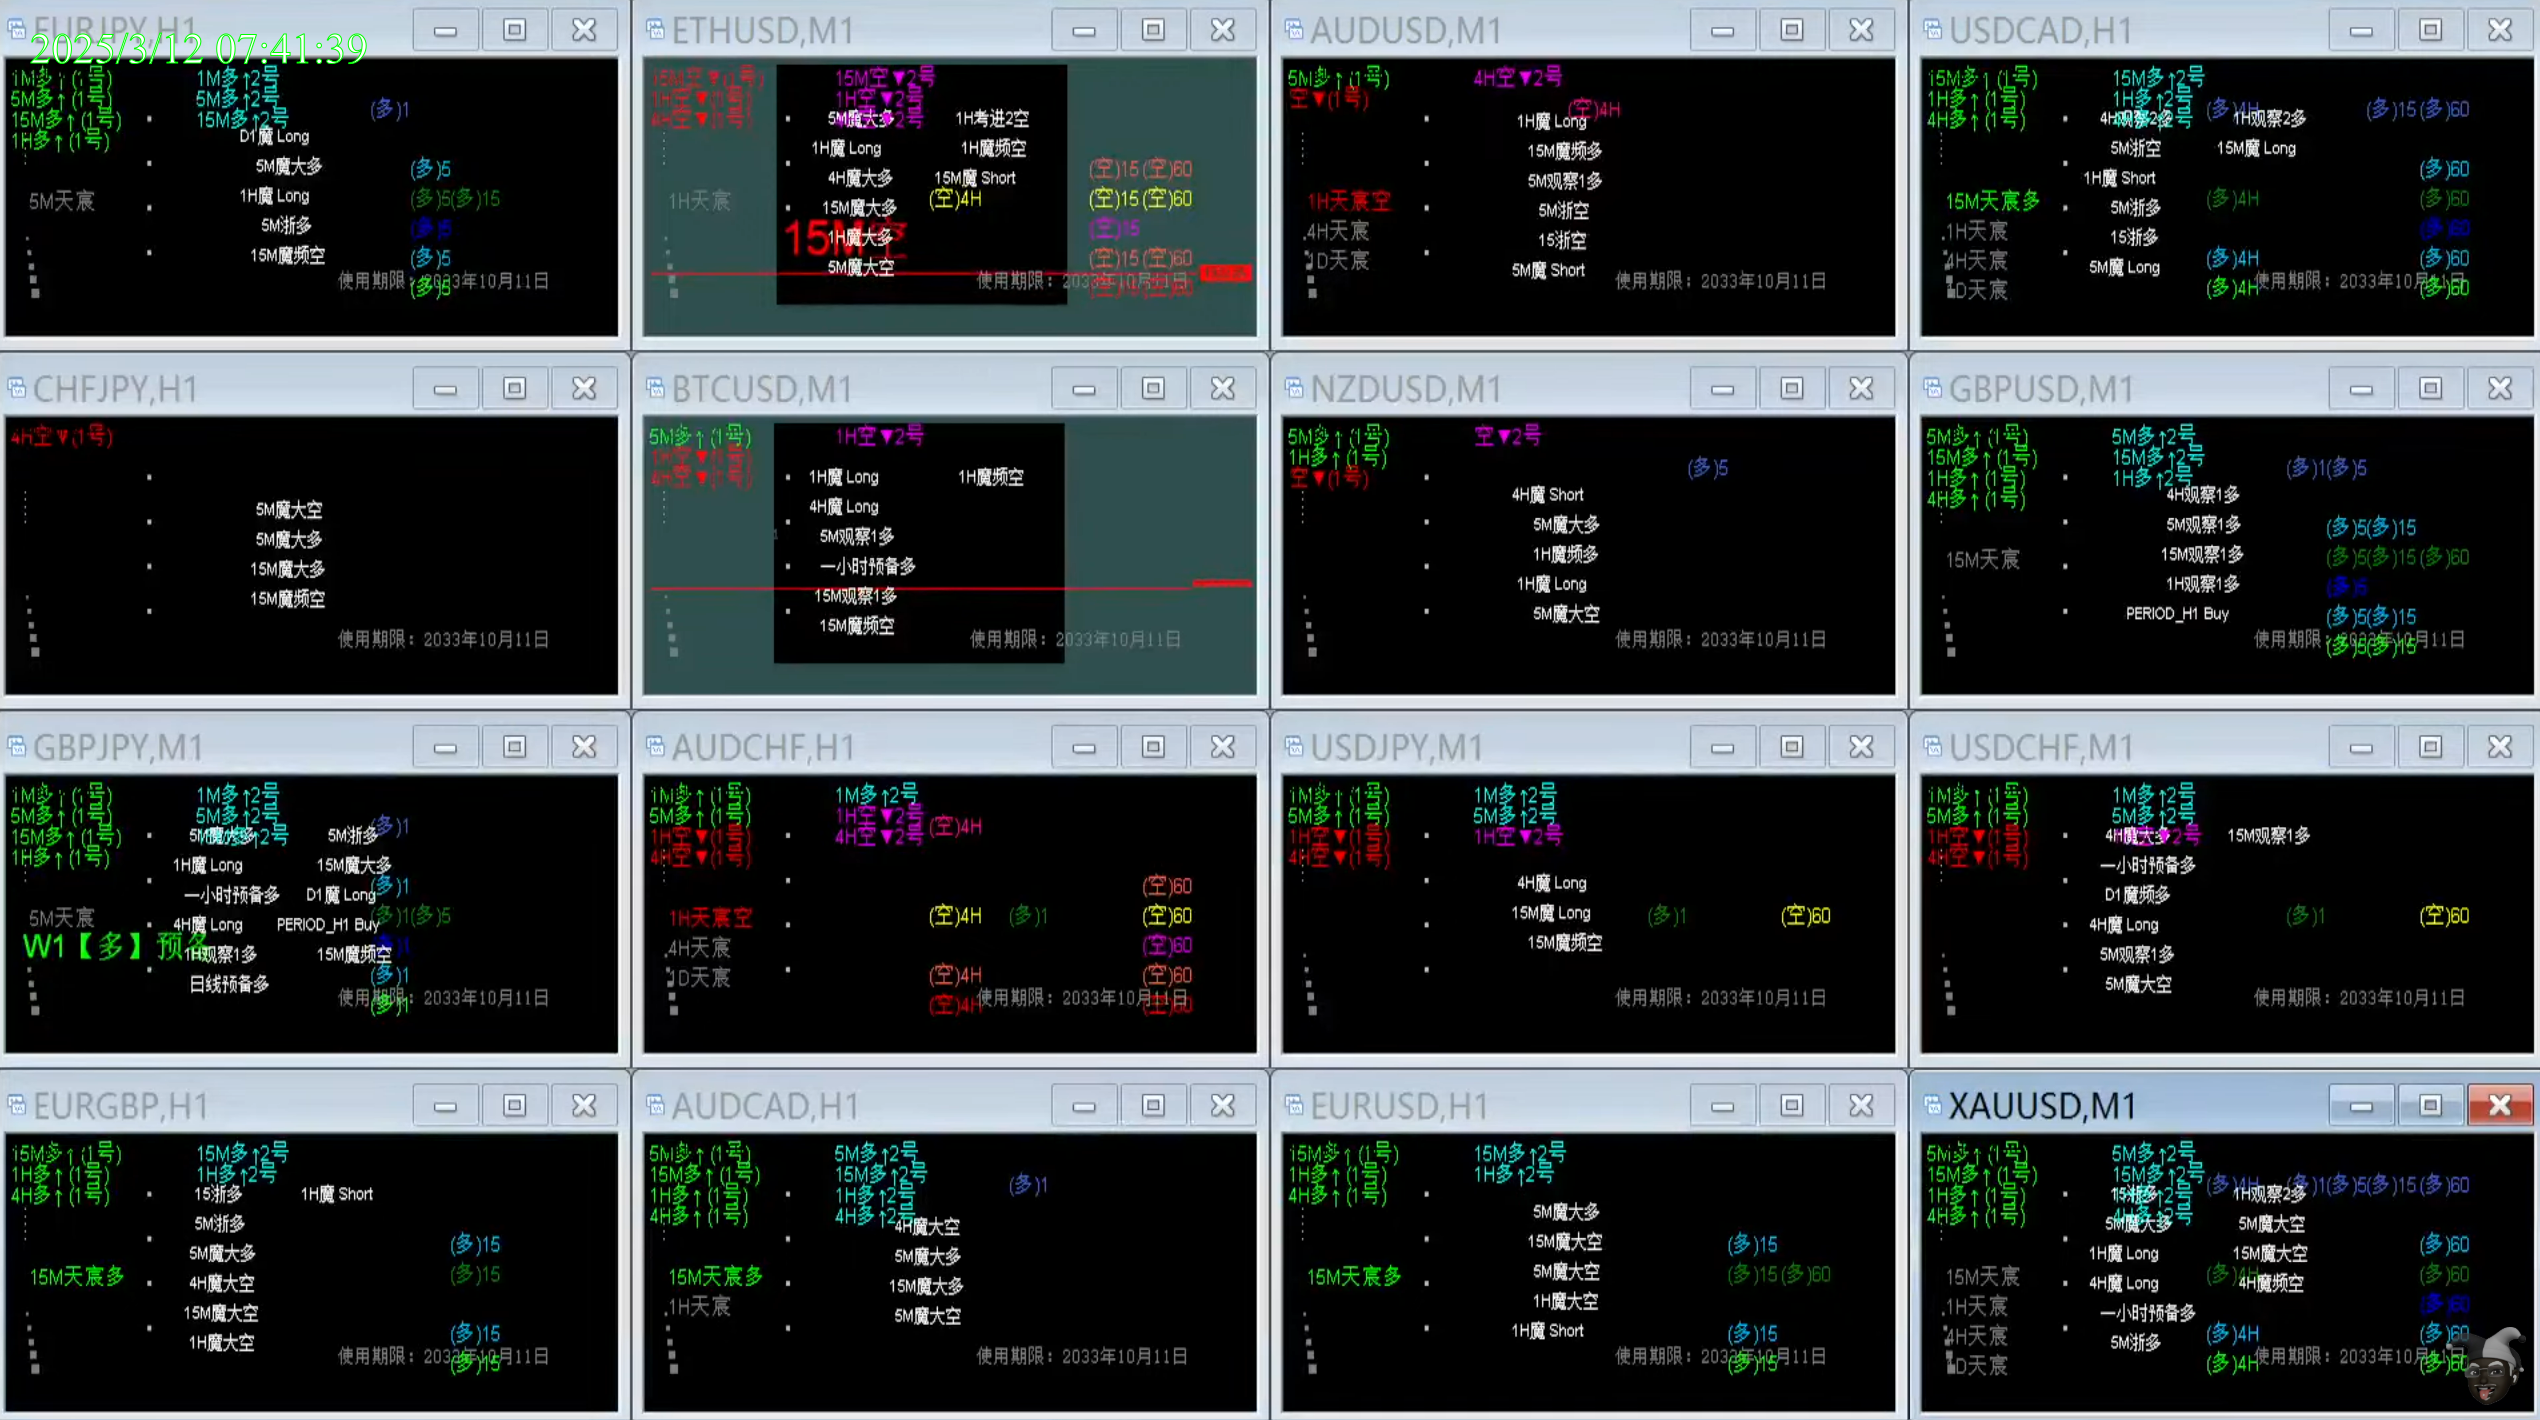 EURJPY,H1
2025/3/12 07:41:39
1M多↑(1号) 1M多↑2号
5M多↑(1号) 5M多↑2号 (多)1
15M多↑(1号) 15M多↑2号
1H多↑(1号) D1魔 Long
5M魔大多 (多)5
5M天宸 1H魔 Long (多)5(多)15
5M浙多 (多)5
15M魔频空 (多)5
使用期限：2033年10月11日
(多)5
ETHUSD,M1
15M空▼(1号) 15M空▼2号
1H空▼(1号) 1H空▼2号
4H空▼(1号) 5M魔大多 1H考进2空
1H魔 Long 1H魔频空
4H魔大多 15M魔 Short (空)15(空)60
1H天宸 15M魔大多 (空)4H (空)15(空)60
15M空 1H魔大多 (空)15
5M魔大空 (空)15(空)60
使用期限：2033年10月11日
AUDUSD,M1
5M多↑(1号) 4H空▼2号
空▼(1号) (空)4H
1H魔 Long
15M魔频多
5M观察1多
1H天宸空 5M浙空
4H天宸 15浙空
1D天宸 5M魔 Short
使用期限：2033年10月11日
USDCAD,H1
15M多↑(1号) 15M多↑2号
1H多↑(1号) 1H多↑2号 (多)4H (多)15(多)60
4H多↑(1号) 4H观察2多 1H观察2多
5M浙空 15M魔 Long
1H魔 Short (多)60
15M天宸多 5M浙多 (多)4H (多)60
1H天宸 15浙多 (多)60
4H天宸 5M魔 Long (多)4H (多)60
1D天宸 (多)4H 使用期限：2033年10月11日 (多)60
CHFJPY,H1
4H空▼(1号)
5M魔大空
5M魔大多
15M魔大多
15M魔频空
使用期限：2033年10月11日
BTCUSD,M1
5M多↑(1号) 1H空▼2号
1H空▼(1号)
4H空▼(1号) 1H魔 Long 1H魔频空
4H魔 Long
5M观察1多
一小时预备多
15M观察1多
15M魔频空
使用期限：2033年10月11日
NZDUSD,M1
5M多↑(1号) 空▼2号
1H多↑(1号) (多)5
空▼(1号)
4H魔 Short
5M魔大多
1H魔频多
1H魔 Long
5M魔大空
使用期限：2033年10月11日
GBPUSD,M1
5M多↑(1号) 5M多↑2号
15M多↑(1号) 15M多↑2号 (多)1(多)5
1H多↑(1号) 1H多↑2号
4H多↑(1号) 4H观察1多
5M观察1多 (多)5(多)15
15M天宸 15M观察1多 (多)5(多)15(多)60
1H观察1多 (多)5
PERIOD_H1 Buy (多)5(多)15
使用期限：2033年10月11日
(多)5(多)15
GBPJPY,M1
1M多↑(1号) 1M多↑2号
5M多↑(1号) 5M多↑2号 (多)1
15M多↑(1号) 15M多↑2号 5M魔大多 5M浙多
1H多↑(1号) 1H魔 Long 15M魔大多
一小时预备多 D1魔 Long (多)1
5M天宸 4H魔 Long PERIOD_H1 Buy (多)1(多)5
W1【多】预备 1H观察1多 15M魔频空 (多)1
日线预备多 (多)1
使用期限：2033年10月11日
(多)1
AUDCHF,H1
1M多↑(1号) 1M多↑2号
5M多↑(1号) 1H空▼2号 (空)4H
1H空▼(1号) 4H空▼2号
4H空▼(1号)
(空)60
1H天宸空 (空)4H (多)1 (空)60
4H天宸 (空)60
1D天宸 (空)4H (空)60
(空)4H 使用期限：2033年10月11日 (空)60
USDJPY,M1
1M多↑(1号) 1M多↑2号
5M多↑(1号) 5M多↑2号
1H空▼(1号) 1H空▼2号
4H空▼(1号)
4H魔 Long
15M魔 Long (多)1 (空)60
15M魔频空
使用期限：2033年10月11日
USDCHF,M1
1M多↑(1号) 1M多↑2号
5M多↑(1号) 5M多↑2号
1H空▼(1号) 4H魔大多 15M观察1多
4H空▼(1号) 一小时预备多
D1魔频多
4H魔 Long (多)1 (空)60
5M观察1多
5M魔大空
使用期限：2033年10月11日
EURGBP,H1
15M多↑(1号) 15M多↑2号
1H多↑(1号) 1H多↑2号
4H多↑(1号) 15浙多 1H魔 Short
5M浙多 (多)15
5M魔大多 (多)15
15M天宸多 4H魔大空
15M魔大空 (多)15
1H魔大空
使用期限：2033年10月11日
(多)15
AUDCAD,H1
5M多↑(1号) 5M多↑2号
15M多↑(1号) 15M多↑2号 (多)1
1H多↑(1号) 1H多↑2号
4H多↑(1号) 4H多↑2号
4H魔大空
5M魔大多
15M天宸多 15M魔大多
1H天宸 5M魔大空
使用期限：2033年10月11日
EURUSD,H1
15M多↑(1号) 15M多↑2号
1H多↑(1号) 1H多↑2号
4H多↑(1号)
5M魔大多
15M魔大空 (多)15
15M天宸多 5M魔大空 (多)15(多)60
1H魔大空
1H魔 Short (多)15
使用期限：2033年10月11日
(多)15
XAUUSD,M1
5M多↑(1号) 5M多↑2号
15M多↑(1号) 15M多↑2号 (多)4H (多)1(多)5(多)15(多)60
1H多↑(1号) 15浙多 1H观察2多
4H多↑(1号) 4H多↑2号 5M魔大多 5M魔大空
1H魔 Long 15M魔大空 (多)60
15M天宸 4H魔 Long (多)4H 4H魔频空 (多)60
1H天宸 一小时预备多 (多)60
4H天宸 5M浙多 (多)4H (多)60
1D天宸 (多)4H 使用期限：2033年10月11日 (多)60